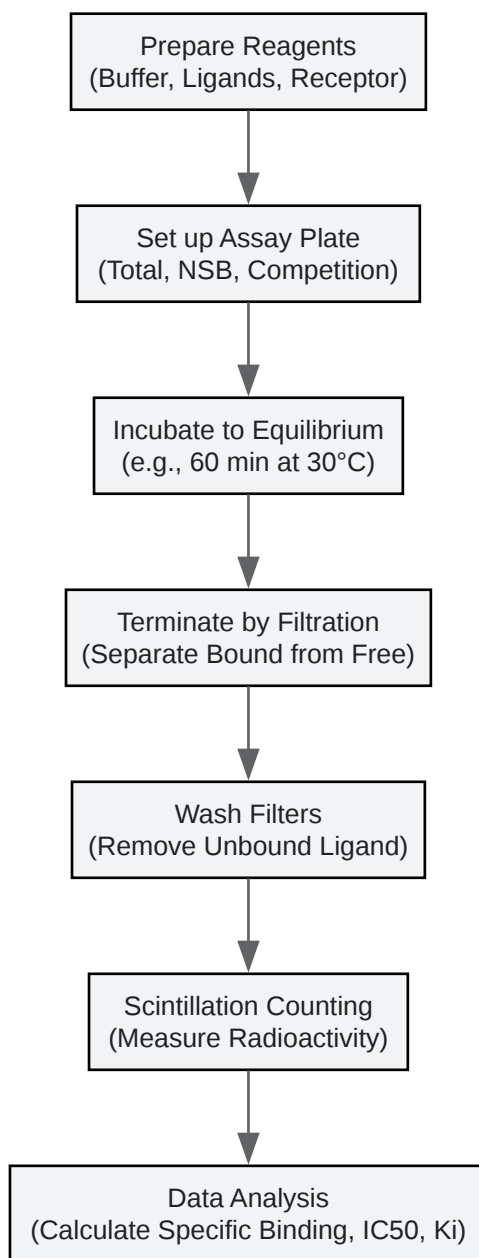 Prepare Reagents
(Buffer, Ligands, Receptor)
Set up Assay Plate
(Total, NSB, Competition)
Incubate to Equilibrium
(e.g., 60 min at 30°C)
Terminate by Filtration
(Separate Bound from Free)
Wash Filters
(Remove Unbound Ligand)
Scintillation Counting
(Measure Radioactivity)
Data Analysis
(Calculate Specific Binding, IC50, Ki)